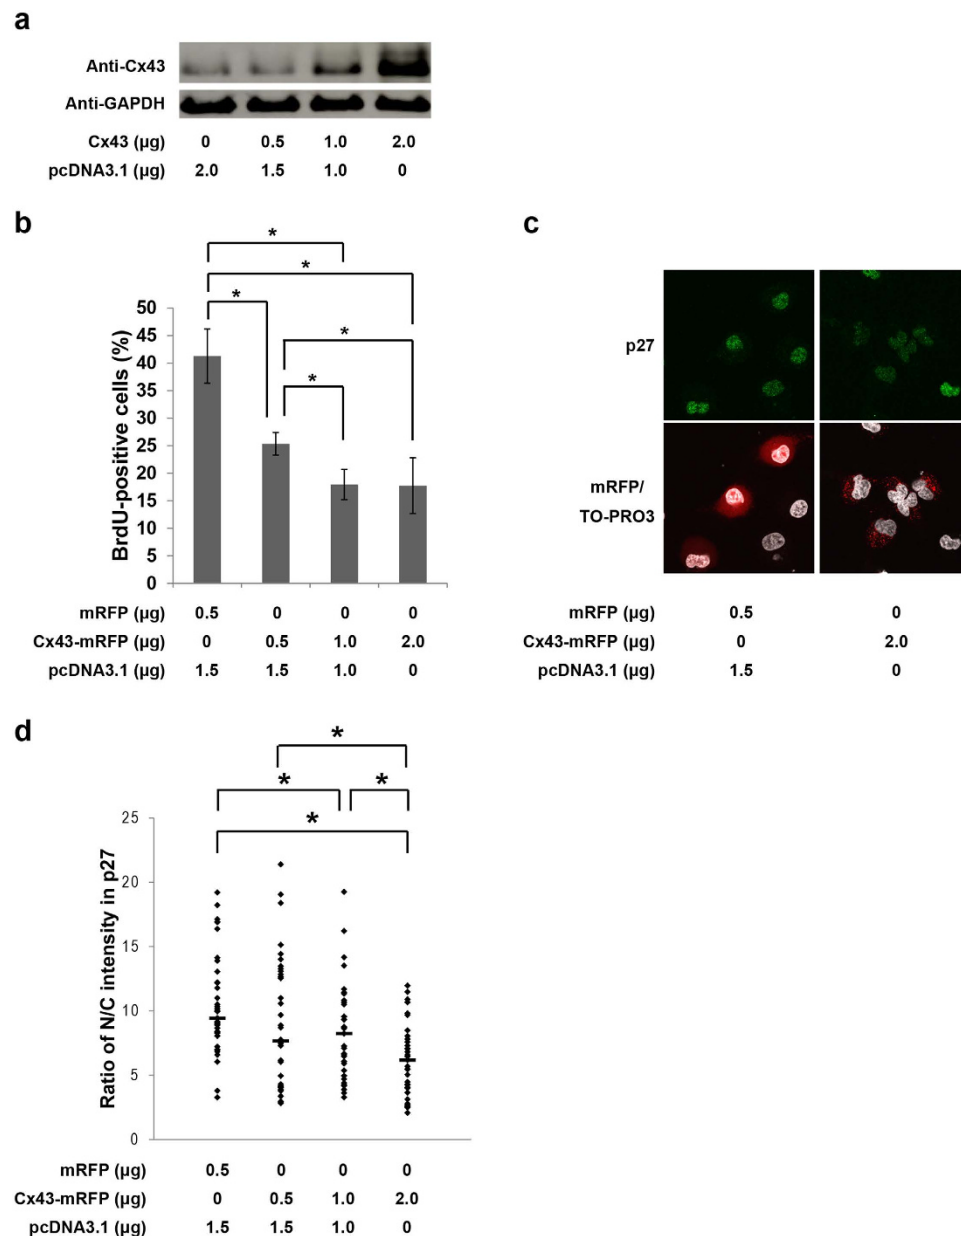 a
Anti-Cx43
Anti-GAPDH
Cx43 (µg) 0 0.5 1.0 2.0
pcDNA3.1 (µg) 2.0 1.5 1.0 0
b
*
*
*
*
*
BrdU-positive cells (%)
50
45
40
35
30
25
20
15
10
5
0
mRFP (µg) 0.5 0 0 0
Cx43-mRFP (µg) 0 0.5 1.0 2.0
pcDNA3.1 (µg) 1.5 1.5 1.0 0
c
p27
mRFP/
TO-PRO3
mRFP (µg) 0.5 0
Cx43-mRFP (µg) 0 2.0
pcDNA3.1 (µg) 1.5 0
d
*
* *
*
Ratio of N/C intensity in p27
25
20
15
10
5
0
mRFP (µg) 0.5 0 0 0
Cx43-mRFP (µg) 0 0.5 1.0 2.0
pcDNA3.1 (µg) 1.5 1.5 1.0 0